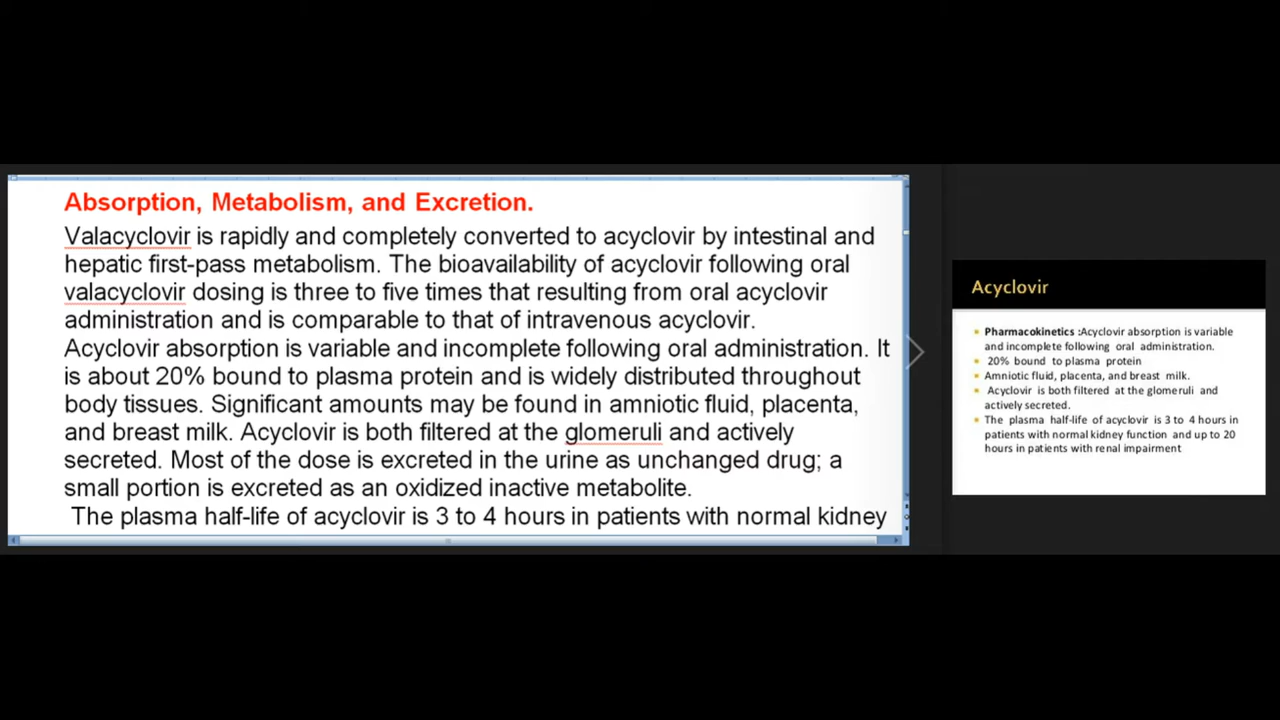 Absorption, Metabolism, and Excretion.
Valacyclovir is rapidly and completely converted to acyclovir by intestinal and
hepatic first-pass metabolism. The bioavailability of acyclovir following oral
valacyclovir dosing is three to five times that resulting from oral acyclovir
administration and is comparable to that of intravenous acyclovir.
Acyclovir absorption is variable and incomplete following oral administration. It
is about 20% bound to plasma protein and is widely distributed throughout
body tissues. Significant amounts may be found in amniotic fluid, placenta,
and breast milk. Acyclovir is both filtered at the glomeruli and actively
secreted. Most of the dose is excreted in the urine as unchanged drug; a
small portion is excreted as an oxidized inactive metabolite.
The plasma half-life of acyclovir is 3 to 4 hours in patients with normal kidney
Acyclovir
Pharmacokinetics :Acyclovir absorption is variable
and incomplete following oral administration.
20% bound to plasma protein
Amniotic fluid, placenta, and breast milk.
Acyclovir is both filtered at the glomeruli and
actively secreted.
The plasma half-life of acyclovir is 3 to 4 hours in
patients with normal kidney function and up to 20
hours in patients with renal impairment